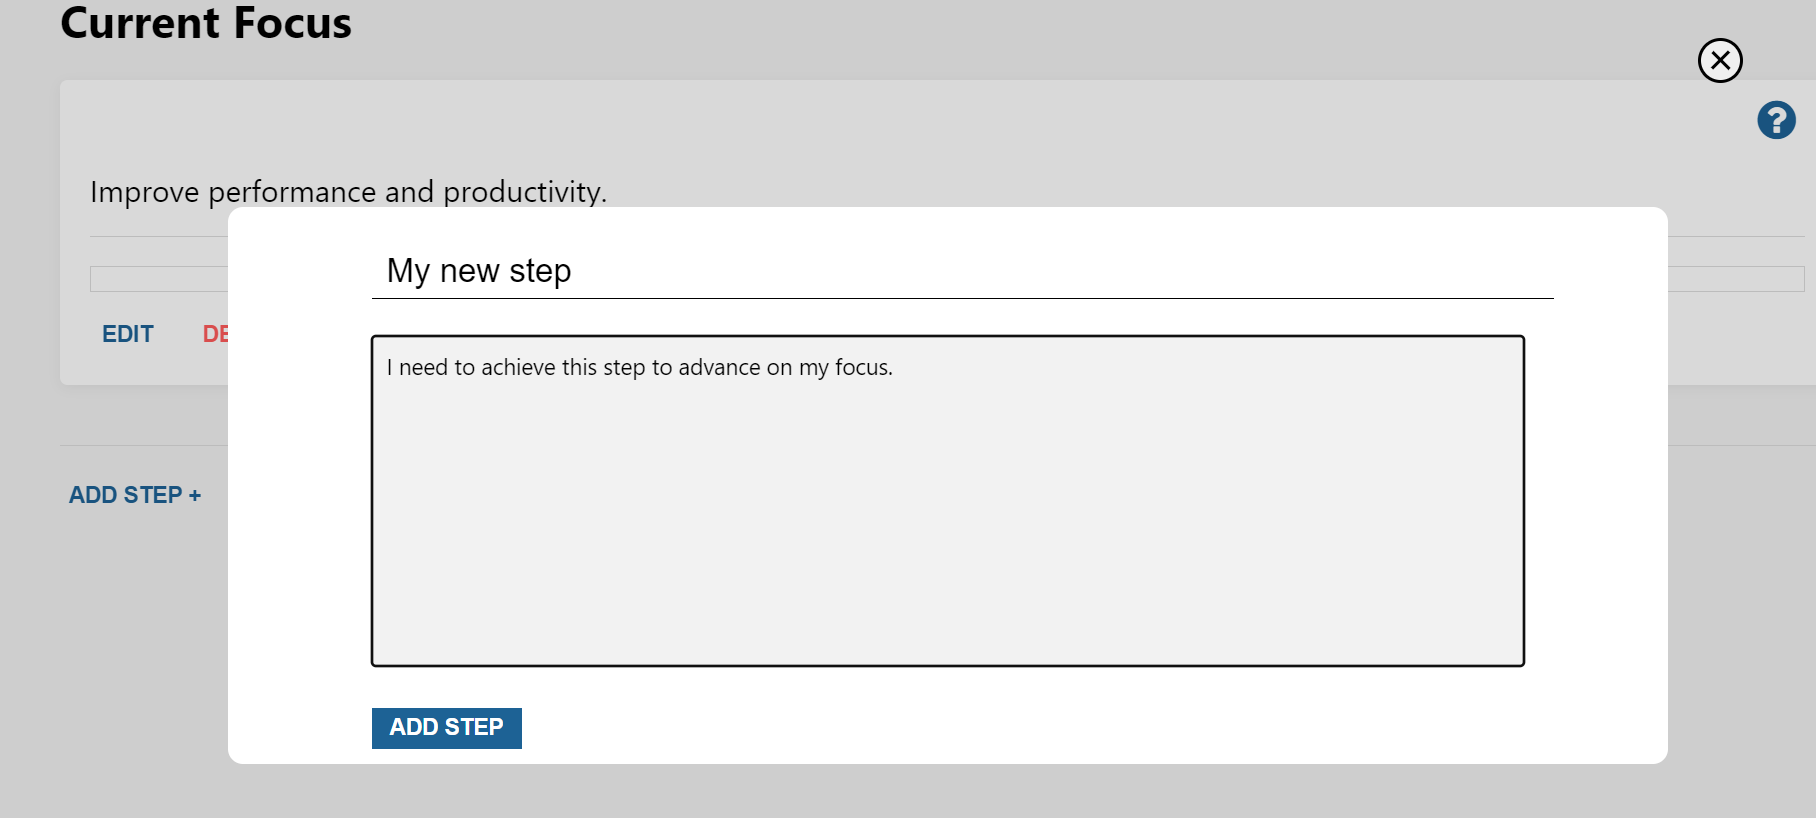 Current Focus
Improve performance and productivity.
My new step
EDIT
DE
I need to achieve this step to advance on my focus.
ADD STEP +
ADD STEP